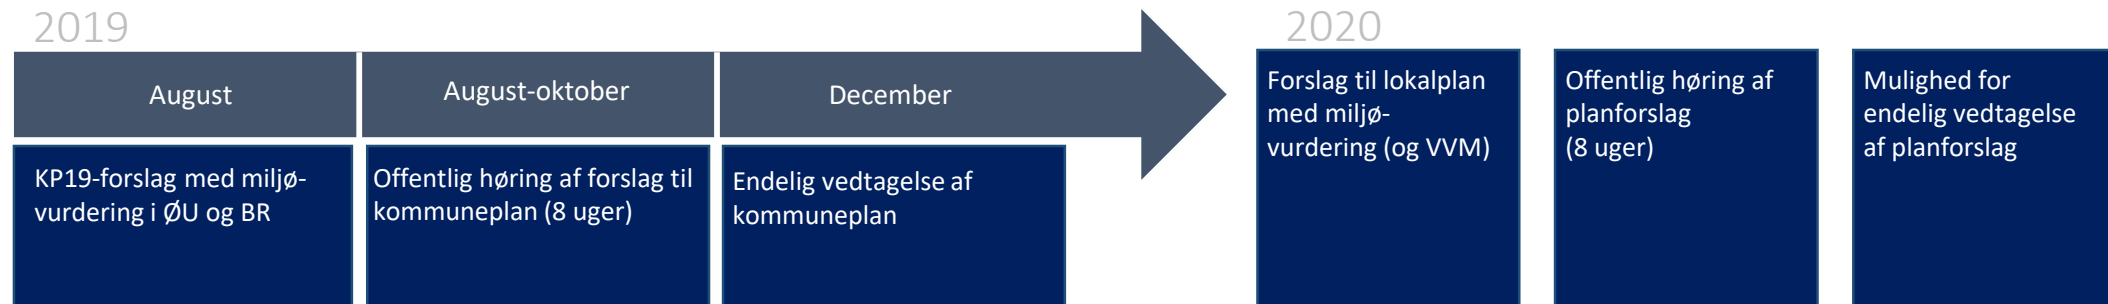 2019
2020
August
August-oktober
December
KP19-forslag med miljø-
vurdering i ØU og BR
Offentlig høring af forslag til
kommuneplan (8 uger)
Endelig vedtagelse af
kommuneplan
Forslag til lokalplan
med miljø-
vurdering (og VVM)
Offentlig høring af
planforslag
(8 uger)
Mulighed for
endelig vedtagelse
af planforslag